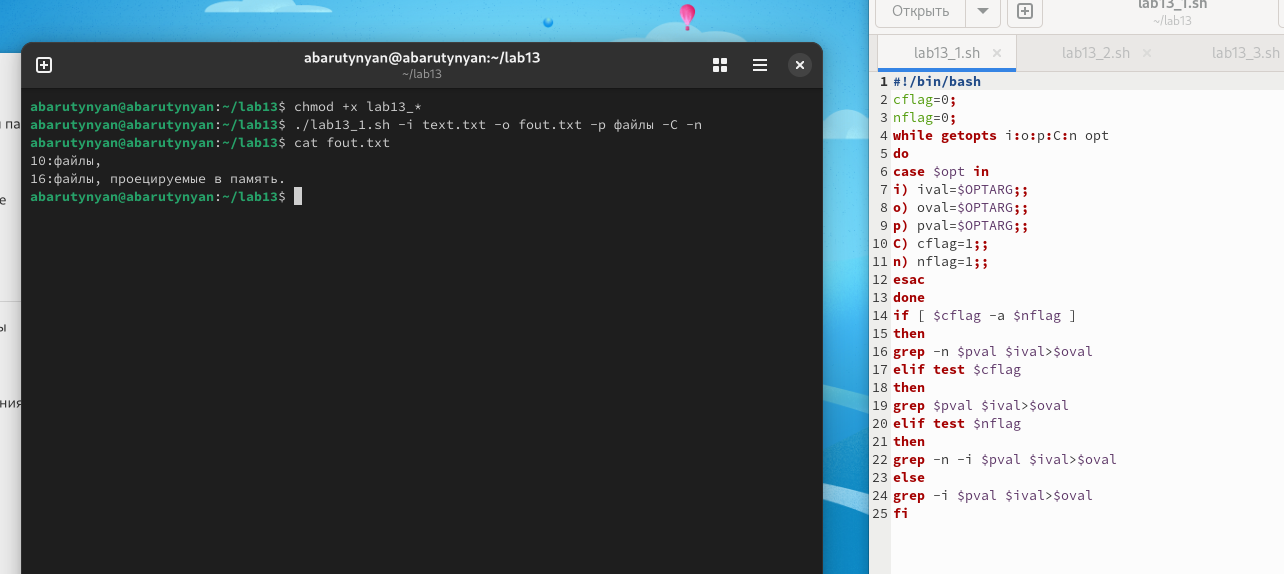 abarutynyan@abarutynyan:~/lab13
~/lab13
abarutynyan@abarutynyan:~/lab13$ chmod +x lab13_*
abarutynyan@abarutynyan:~/lab13$ ./lab13_1.sh -i text.txt -o fout.txt -p файлы -C -n
abarutynyan@abarutynyan:~/lab13$ cat fout.txt
10:файлы,
16:файлы, проецируемые в память.
abarutynyan@abarutynyan:~/lab13$
Открыть
lab13_1.sh
~/lab13
lab13_1.sh × lab13_2.sh × lab13_3.sh
1 #!/bin/bash
2 cflag=0;
3 nflag=0;
4 while getopts i:o:p:C:n opt
5 do
6 case $opt in
7 i) ival=$OPTARG;;
8 o) oval=$OPTARG;;
9 p) pval=$OPTARG;;
10 C) cflag=1;;
11 n) nflag=1;;
12 esac
13 done
14 if [ $cflag -a $nflag ]
15 then
16 grep -n $pval $ival>$oval
17 elif test $cflag
18 then
19 grep $pval $ival>$oval
20 elif test $nflag
21 then
22 grep -n -i $pval $ival>$oval
23 else
24 grep -i $pval $ival>$oval
25 fi